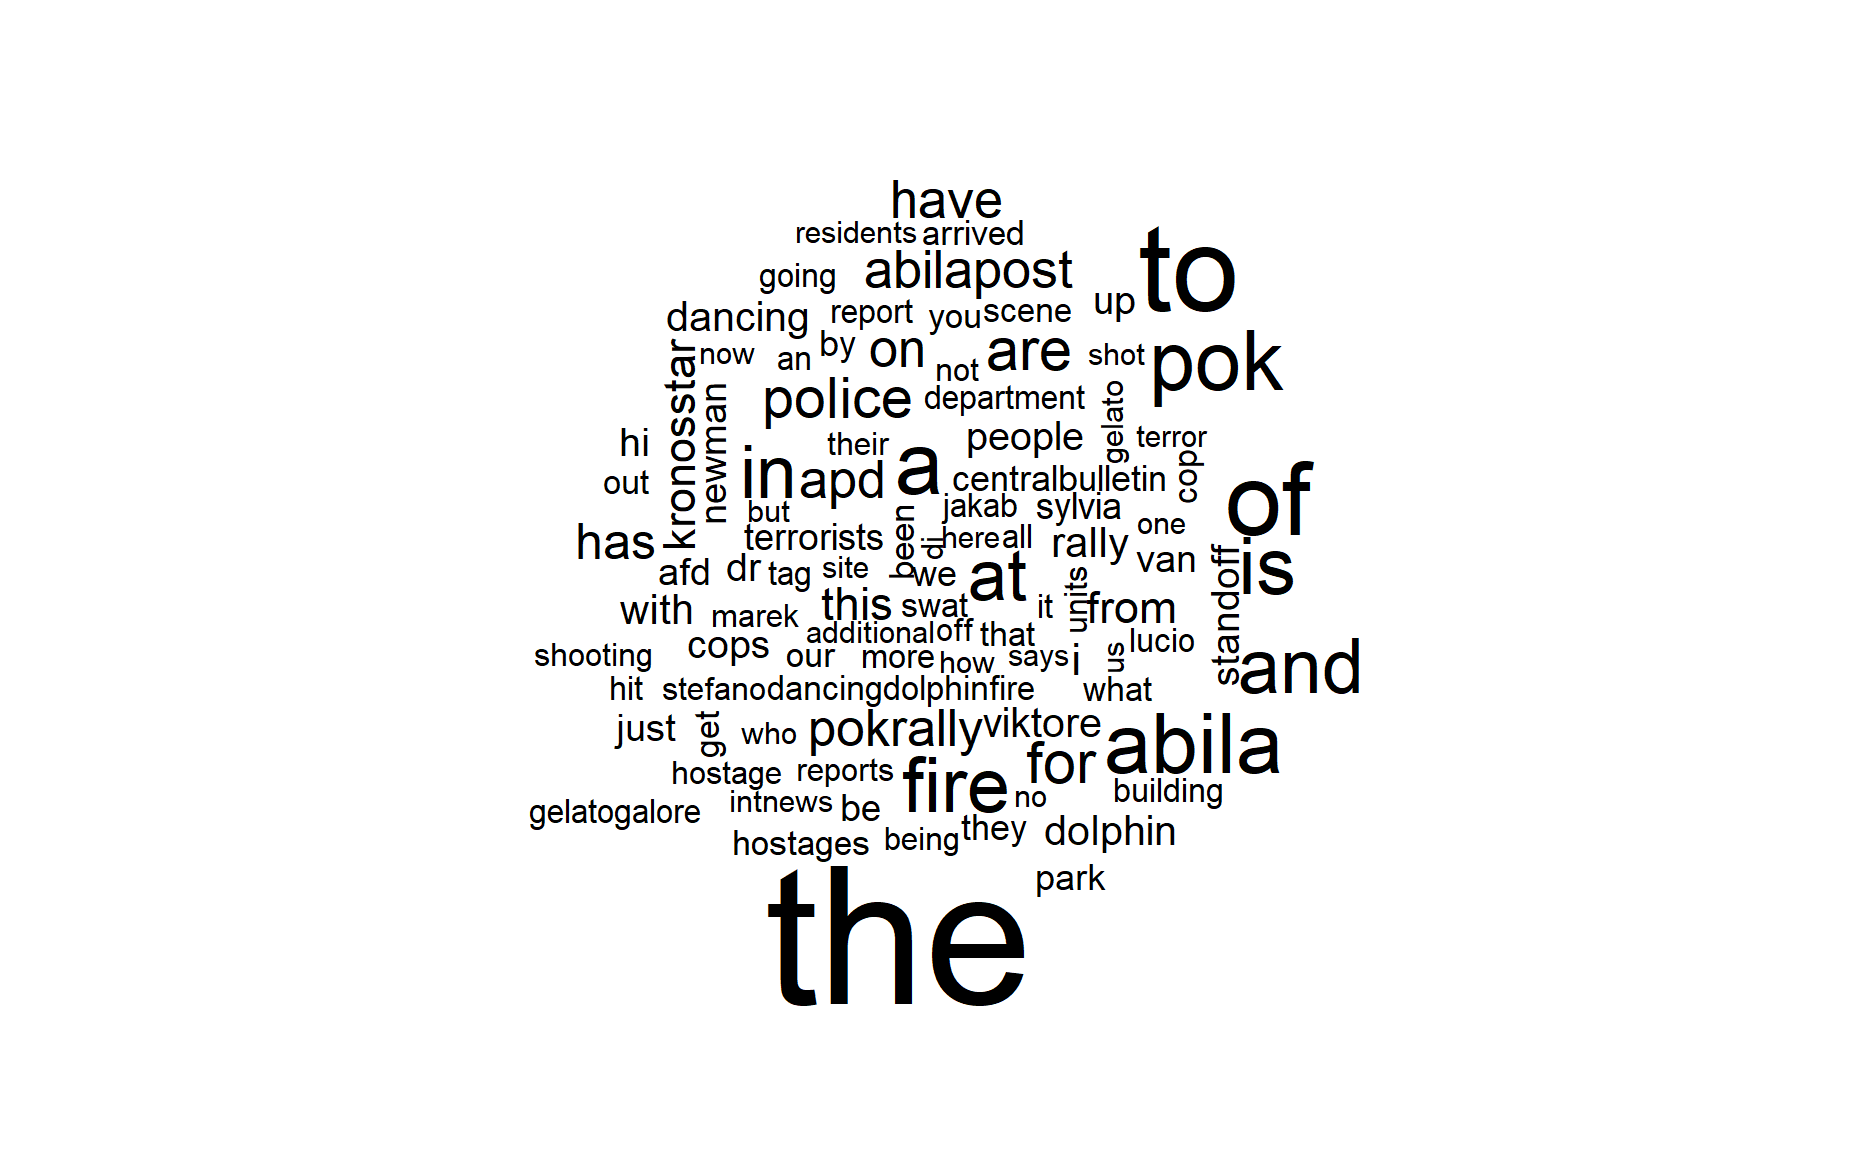 have
residents arrived
going abilapost to
dancing report you scene up
now an by on not are shot pok
kronosstar
newman
police department gelato
hi their people terror
out in apd a centralbulletin cop of
but jakab sylvia one
has terrorists been di here all rally van standoff is
afd dr tag site we at units
with marek this swat it from
additional off that lucio
shooting cops our more how says i us and
hit stefano dancingdolphinfire what
just get who pokrally viktore abila
hostage reports fire for building
gelatogalore intnews be no
hostages being they dolphin
park
the